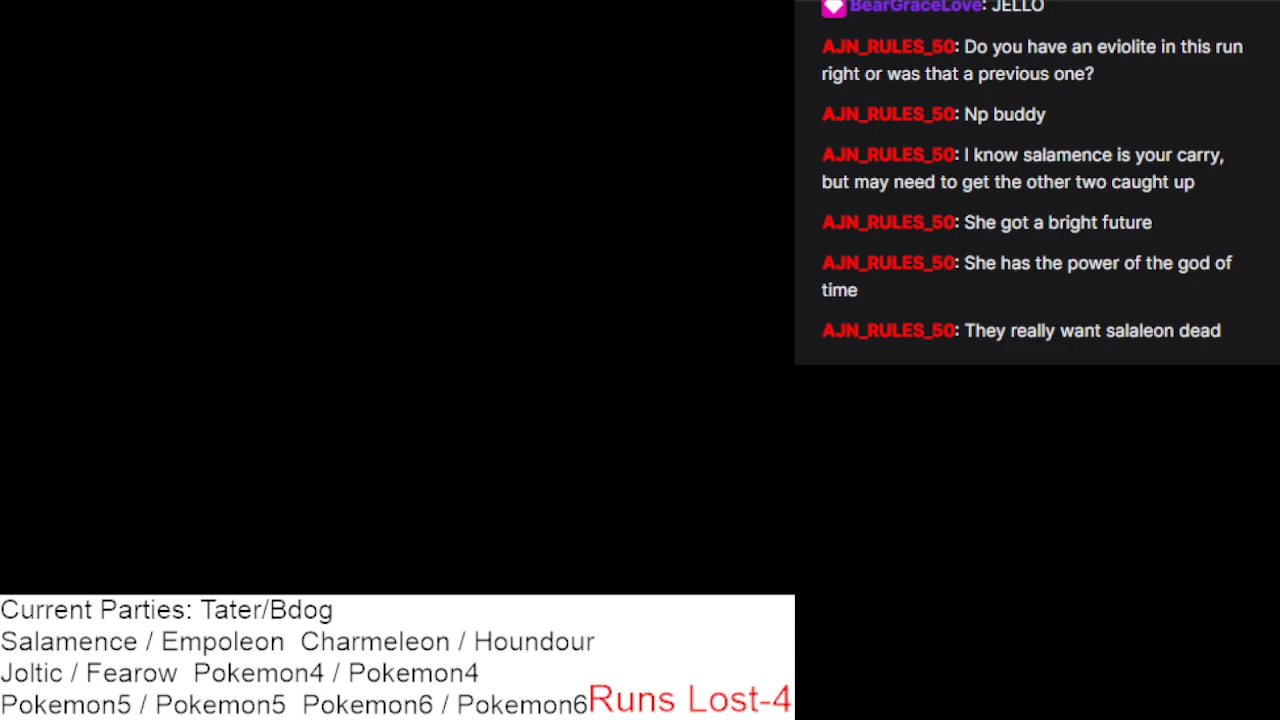 BearGraceLove: JELLO
AJN_RULES_50: Do you have an eviolite in this run
right or was that a previous one?
AJN_RULES_50: Np buddy
AJN_RULES_50: I know salamence is your carry,
but may need to get the other two caught up
AJN_RULES_50: She got a bright future
AJN_RULES_50: She has the power of the god of
time
AJN_RULES_50: They really want salaleon dead
Current Parties: Tater/Bdog
Salamence / Empoleon  Charmeleon / Houndour
Joltic / Fearow  Pokemon4 / Pokemon4
Pokemon5 / Pokemon5  Pokemon6 / Pokemon6
Runs Lost-4